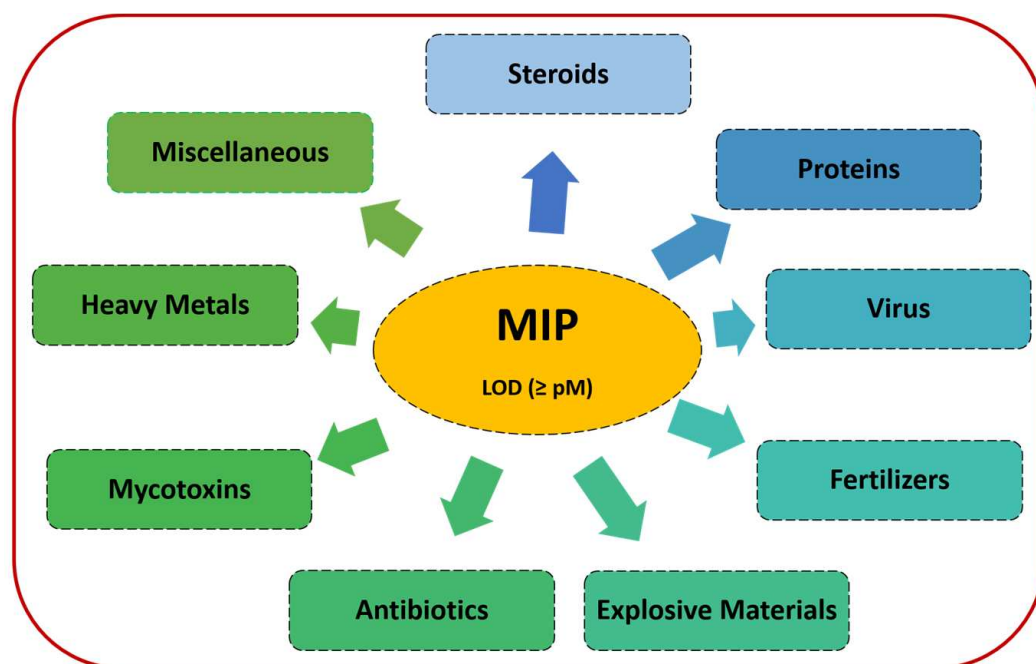 Steroids
Miscellaneous
Proteins
Heavy Metals
Virus
MIP
LOD (≥ pM)
Mycotoxins
Fertilizers
Antibiotics
Explosive Materials